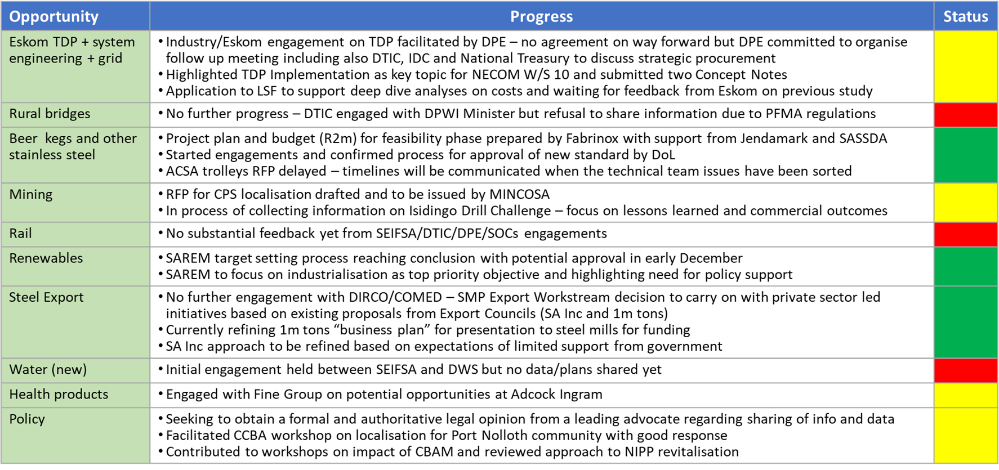 Opportunity Progress Status
Eskom TDP + system
engineering + grid
• Industry/Eskom engagement on TDP facilitated by DPE – no agreement on way forward but DPE committed to organise
follow up meeting including also DTIC, IDC and National Treasury to discuss strategic procurement
• Highlighted TDP Implementation as key topic for NECOM W/S 10 and submitted two Concept Notes
• Application to LSF to support deep dive analyses on costs and waiting for feedback from Eskom on previous study
Rural bridges
• No further progress – DTIC engaged with DPWI Minister but refusal to share information due to PFMA regulations
Beer kegs and other
stainless steel
• Project plan and budget (R2m) for feasibility phase prepared by Fabrinox with support from Jendamark and SASSDA
• Started engagements and confirmed process for approval of new standard by DoL
• ACSA trolleys RFP delayed – timelines will be communicated when the technical team issues have been sorted
Mining
• RFP for CPS localisation drafted and to be issued by MINCOSA
• In process of collecting information on Isidingo Drill Challenge – focus on lessons learned and commercial outcomes
Rail
• No substantial feedback yet from SEIFSA/DTIC/DPE/SOCs engagements
Renewables
• SAREM target setting process reaching conclusion with potential approval in early December
• SAREM to focus on industrialisation as top priority objective and highlighting need for policy support
Steel Export
• No further engagement with DIRCO/COMED – SMP Export Workstream decision to carry on with private sector led
initiatives based on existing proposals from Export Councils (SA Inc and 1m tons)
• Currently refining 1m tons “business plan” for presentation to steel mills for funding
• SA Inc approach to be refined based on expectations of limited support from government
Water (new)
• Initial engagement held between SEIFSA and DWS but no data/plans shared yet
Health products
• Engaged with Fine Group on potential opportunities at Adcock Ingram
Policy
• Seeking to obtain a formal and authoritative legal opinion from a leading advocate regarding sharing of info and data
• Facilitated CCBA workshop on localisation for Port Nolloth community with good response
• Contributed to workshops on impact of CBAM and reviewed approach to NIPP revitalisation